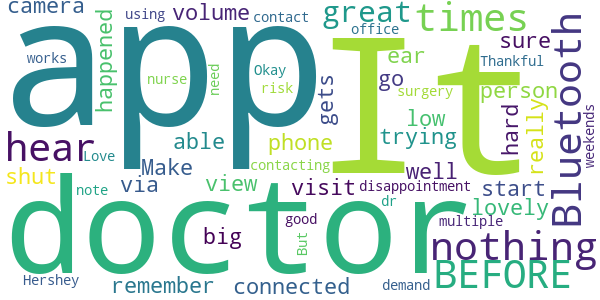 camera
using
volume
contact
great
times
app
It
works
happened
nurse
need
Okay
risk
office
ear
go
gets
surgery
sure
Thankful
person
Bluetooth
weekends
hear
Love
able
phone
trying
low
hard
really
shut
Make
contacting
well
via
view
visit
disappointment
start
note
doctor
dr
lovely
big
good
But
multiple
nothing
Hershey
remember
connected
demand
BEFORE